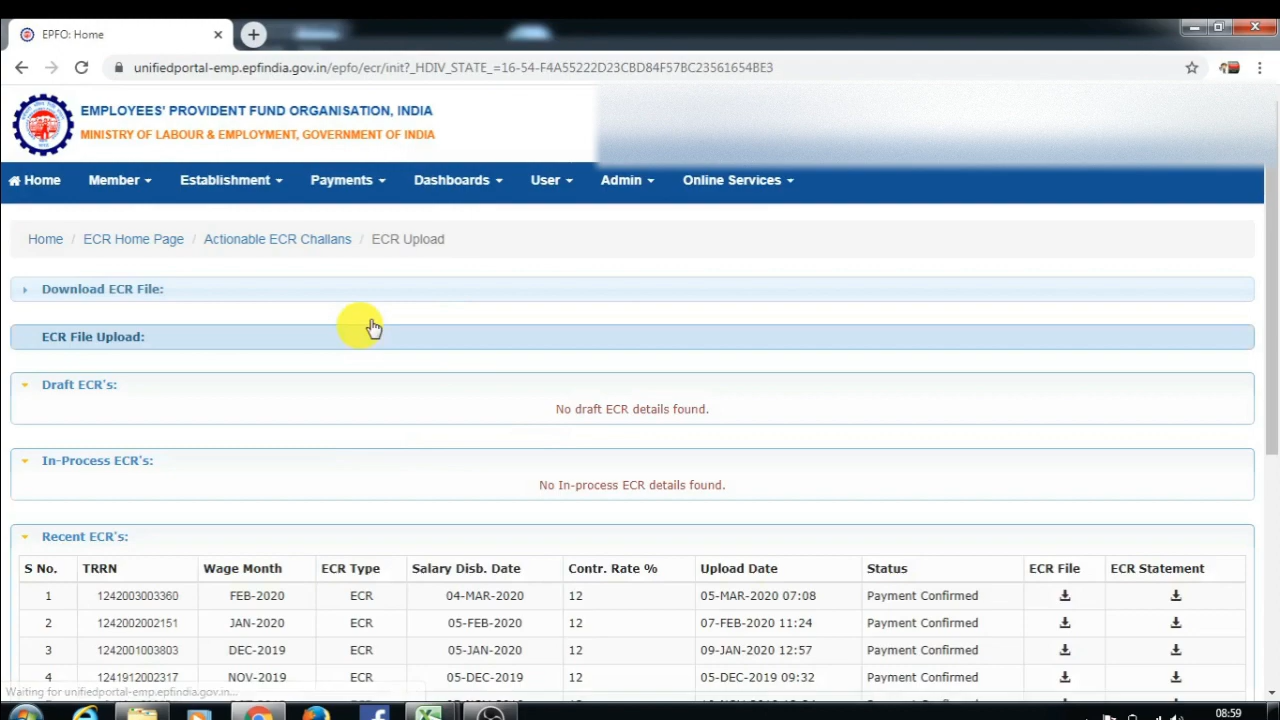 EPFO: Home
unifiedportal-emp.epfindia.gov.in/epfo/ecr/init?_HDIV_STATE_=16-54-F4A55222D23CBD84F57BC23561654BE3
EMPLOYEES' PROVIDENT FUND ORGANISATION, INDIA
MINISTRY OF LABOUR & EMPLOYMENT, GOVERNMENT OF INDIA
Home Member Establishment Payments Dashboards User Admin Online Services
Home / ECR Home Page / Actionable ECR Challans / ECR Upload
Download ECR File:
ECR File Upload:
Draft ECR's:
No draft ECR details found.
In-Process ECR's:
No In-process ECR details found.
Recent ECR's:
S No. TRRN Wage Month ECR Type Salary Disb. Date Contr. Rate % Upload Date Status ECR File ECR Statement
1 1242003003360 FEB-2020 ECR 04-MAR-2020 12 05-MAR-2020 07:08 Payment Confirmed
2 1242002002151 JAN-2020 ECR 05-FEB-2020 12 07-FEB-2020 11:24 Payment Confirmed
3 1242001003803 DEC-2019 ECR 05-JAN-2020 12 09-JAN-2020 12:57 Payment Confirmed
4 1241912002317 NOV-2019 ECR 05-DEC-2019 12 05-DEC-2019 09:32 Payment Confirmed
Waiting for unifiedportal-emp.epfindia.gov.in...
08:59